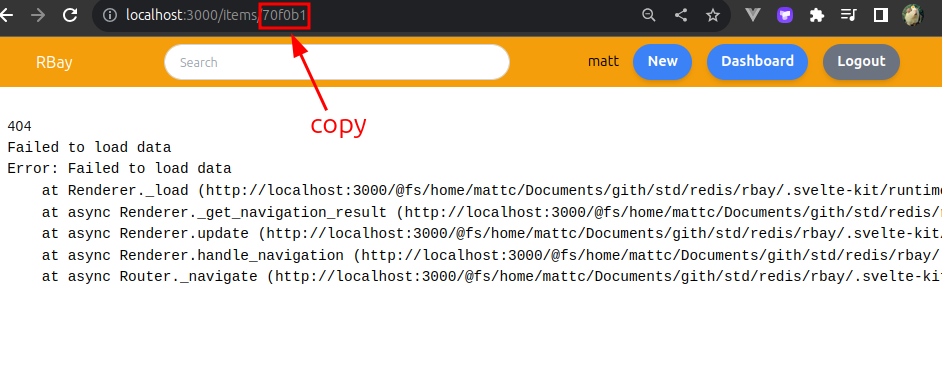 localhost:3000/items/70f0b1
RBay
Search
matt
New
Dashboard
Logout
copy
404
Failed to load data
Error: Failed to load data
at Renderer._load (http://localhost:3000/@fs/home/mattc/Documents/gith/std/redis/rbay/.svelte-kit/runtime
at async Renderer._get_navigation_result (http://localhost:3000/@fs/home/mattc/Documents/gith/std/redis/
at async Renderer.update (http://localhost:3000/@fs/home/mattc/Documents/gith/std/redis/rbay/.svelte-kit/
at async Renderer.handle_navigation (http://localhost:3000/@fs/home/mattc/Documents/gith/std/redis/rbay/
at async Router._navigate (http://localhost:3000/@fs/home/mattc/Documents/gith/std/redis/rbay/.svelte-kit